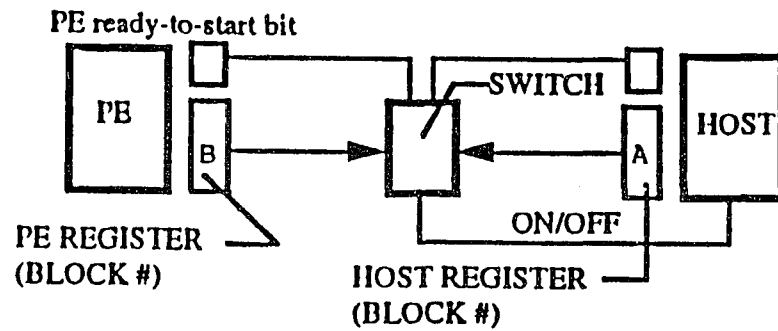 PE ready-to-start bit
SWITCH
PE
HOST
B
A
ON/OFF
PE REGISTER
(BLOCK #)
HOST REGISTER
(BLOCK #)